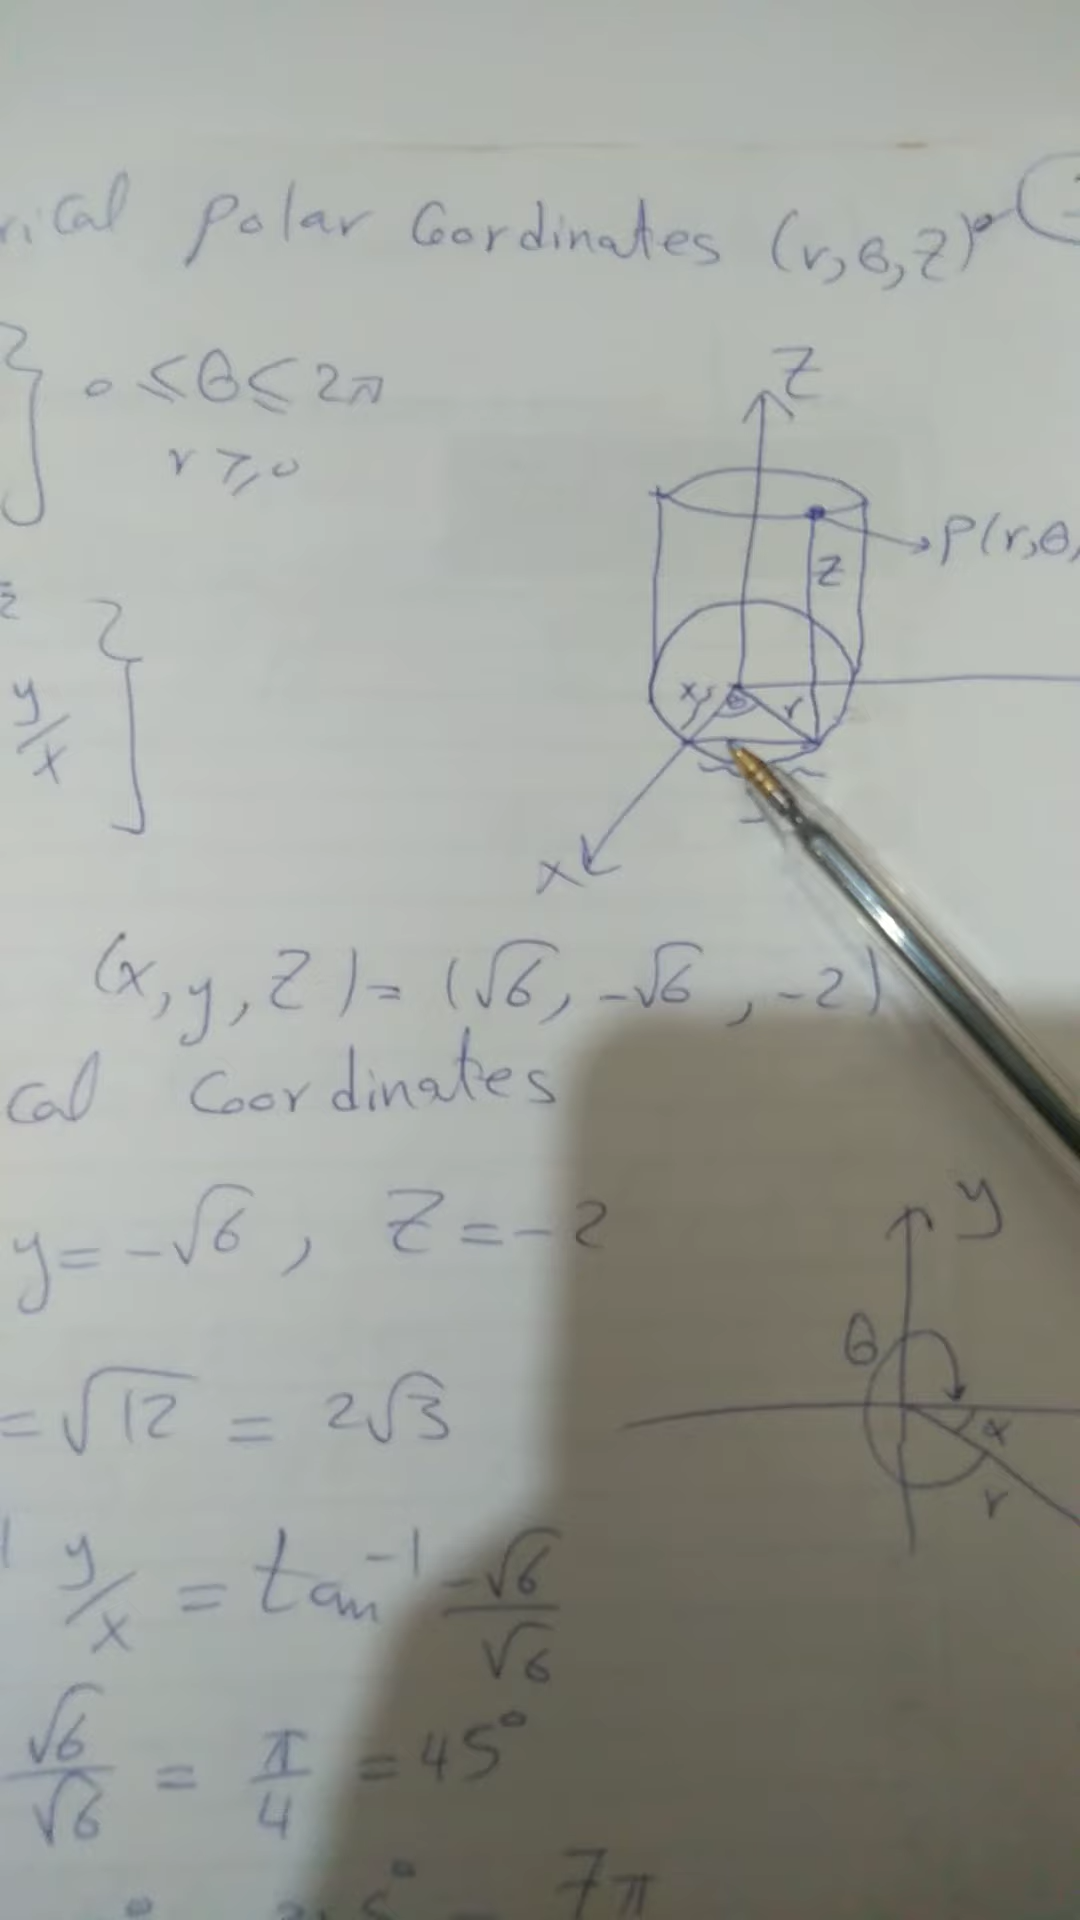 rical polar Coordinates (r,θ,Z)
0 ≤ θ ≤ 2π
r ≥ 0
Z
P(r,θ,
Z
y/x
x y θ r
x
(x, y, Z) = (√6, -√6, -2)
cal Coordinates
y = -√6, Z = -2
y
θ
= √12 = 2√3
α
r
y/x = tan⁻¹ -√6/√6
√6/√6 = π/4 = 45°
7π